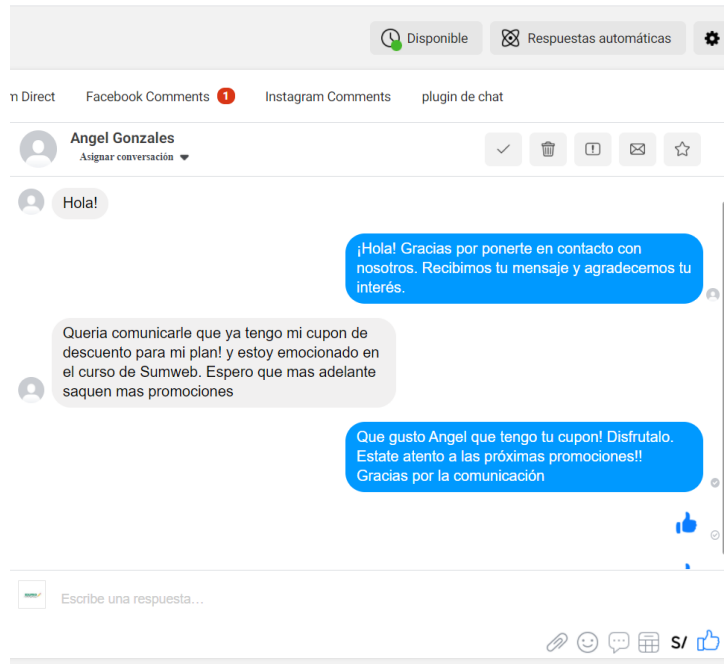 Disponible
Respuestas automáticas
m Direct
Facebook Comments 1
Instagram Comments
plugin de chat
Angel Gonzales
Asignar conversación
Hola!
¡Hola! Gracias por ponerte en contacto con
nosotros. Recibimos tu mensaje y agradecemos tu
interés.
Queria comunicarle que ya tengo mi cupon de
descuento para mi plan! y estoy emocionado en
el curso de Sumweb. Espero que mas adelante
saquen mas promociones
Que gusto Angel que tengo tu cupon! Disfrutalo.
Estate atento a las próximas promociones!!
Gracias por la comunicación
Escribe una respuesta...
S/